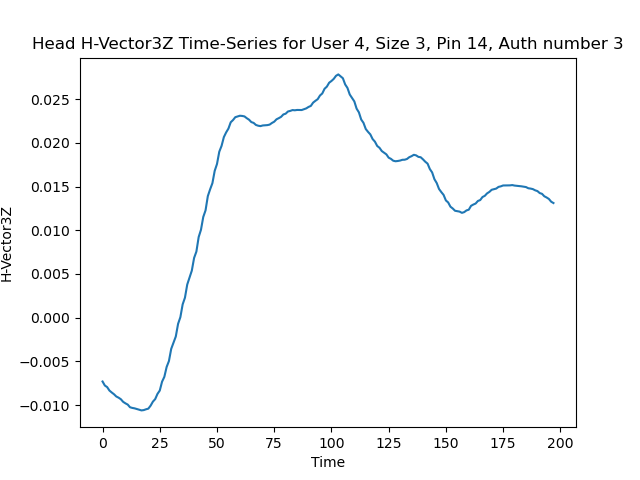 Head H-Vector3Z Time-Series for User 4, Size 3, Pin 14, Auth number 3
H-Vector3Z
0.025
0.020
0.015
0.010
0.005
0.000
−0.005
−0.010
0 25 50 75 100 125 150 175 200
Time